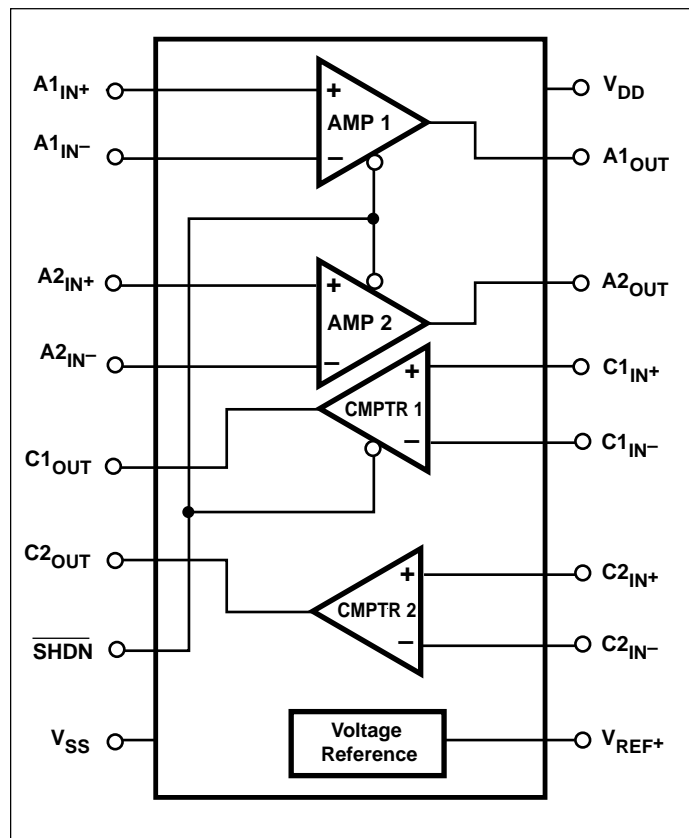 A1IN+
A1IN–
A2IN+
A2IN–
C1OUT
C2OUT
SHDN
VSS
+
AMP 1
–
+
AMP 2
–
+
CMPTR 1
–
+
CMPTR 2
–
Voltage
Reference
VDD
A1OUT
A2OUT
C1IN+
C1IN–
C2IN+
C2IN–
VREF+